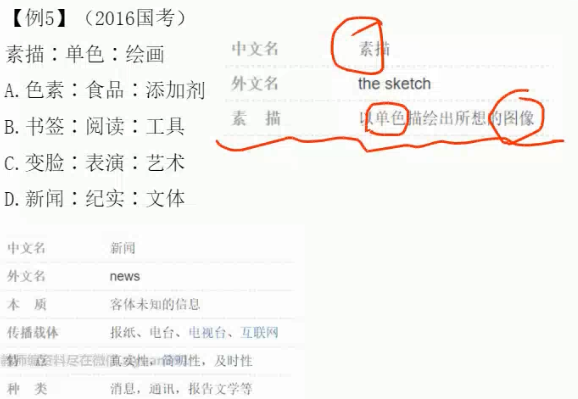 【例5】（2016国考）
素描：单色：绘画
A.色素：食品：添加剂
B.书签：阅读：工具
C.变脸：表演：艺术
D.新闻：纪实：文体
中文名 素描
外文名 the sketch
素 描 以单色描绘出所想的图像
中文名 新闻
外文名 news
本 质 客体未知的信息
传播载体 报纸、电台、电视台、互联网
特 点 真实性，简明性，及时性
种 类 消息，通讯，报告文学等